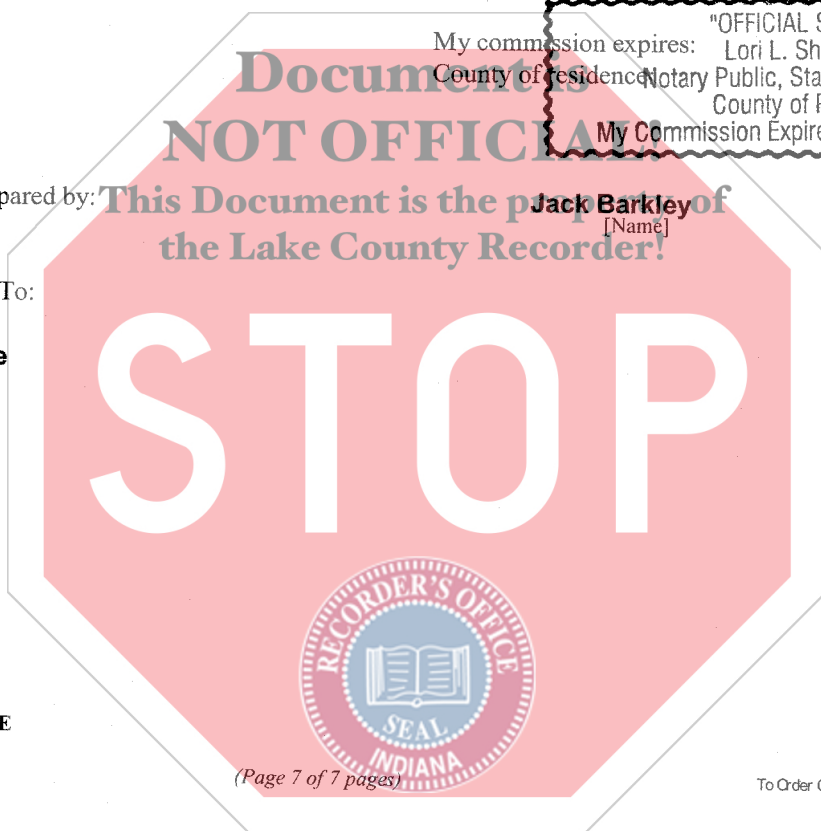 "OFFICIAL S
My commission expires: Lori L. Sh
County of residence Notary Public, Sta
County of P
My Commission Expire
Document is
NOT OFFICIAL!
pared by:
This Document is the property of
the Lake County Recorder!
Jack Barkley
[Name]
To:
e
STOP
RECORDER'S OFFICE
SEAL
INDIANA
E
(Page 7 of 7 pages)
To Order C